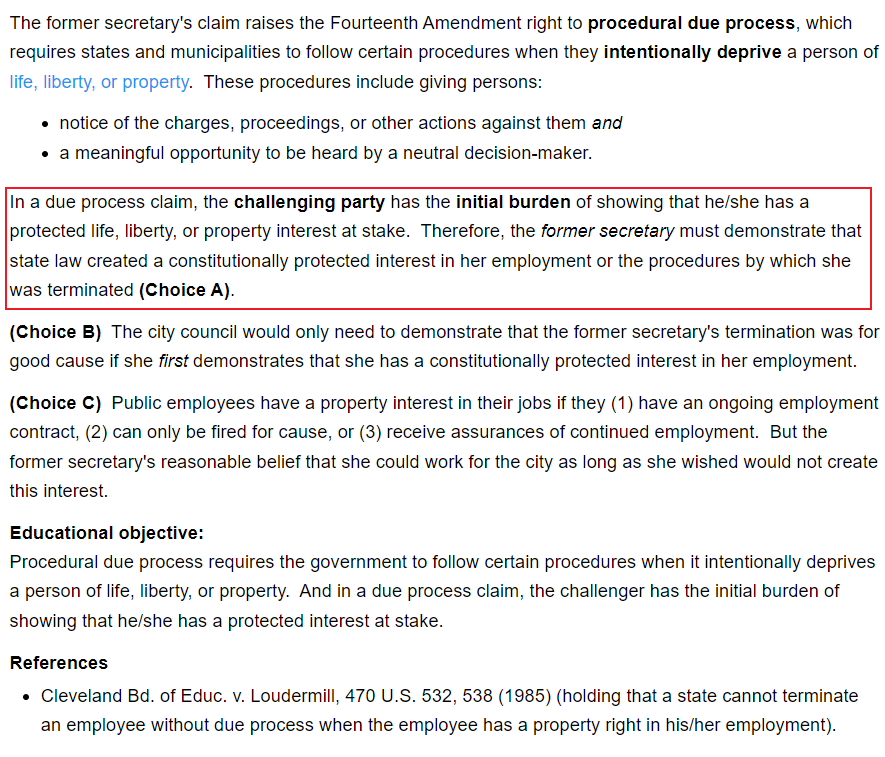 The former secretary's claim raises the Fourteenth Amendment right to procedural due process, which
requires states and municipalities to follow certain procedures when they intentionally deprive a person of
life, liberty, or property.  These procedures include giving persons:
• notice of the charges, proceedings, or other actions against them and
• a meaningful opportunity to be heard by a neutral decision-maker.
In a due process claim, the challenging party has the initial burden of showing that he/she has a
protected life, liberty, or property interest at stake.  Therefore, the former secretary must demonstrate that
state law created a constitutionally protected interest in her employment or the procedures by which she
was terminated (Choice A).
(Choice B)  The city council would only need to demonstrate that the former secretary's termination was for
good cause if she first demonstrates that she has a constitutionally protected interest in her employment.
(Choice C)  Public employees have a property interest in their jobs if they (1) have an ongoing employment
contract, (2) can only be fired for cause, or (3) receive assurances of continued employment.  But the
former secretary's reasonable belief that she could work for the city as long as she wished would not create
this interest.
Educational objective:
Procedural due process requires the government to follow certain procedures when it intentionally deprives
a person of life, liberty, or property.  And in a due process claim, the challenger has the initial burden of
showing that he/she has a protected interest at stake.
References
• Cleveland Bd. of Educ. v. Loudermill, 470 U.S. 532, 538 (1985) (holding that a state cannot terminate
an employee without due process when the employee has a property right in his/her employment).